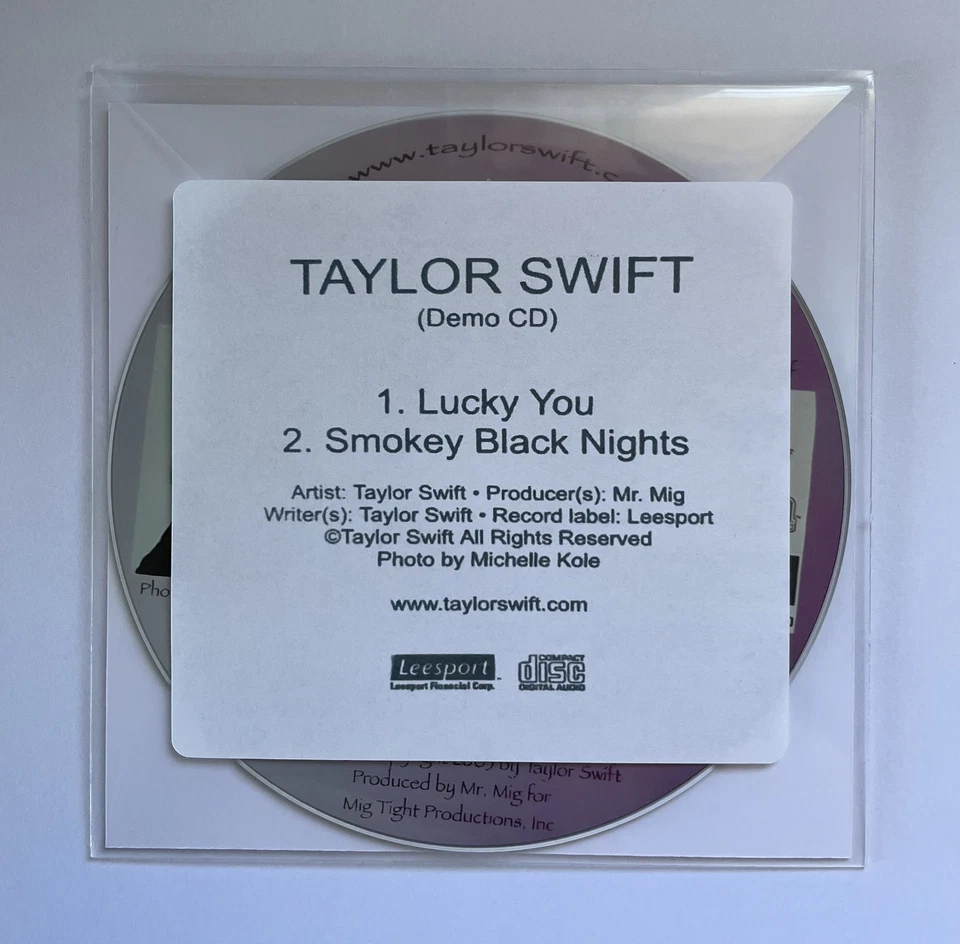 www.taylorswift.c
TAYLOR SWIFT
(Demo CD)
1. Lucky You
2. Smokey Black Nights
Artist: Taylor Swift • Producer(s): Mr. Mig
Writer(s): Taylor Swift • Record label: Leesport
©Taylor Swift All Rights Reserved
Photo by Michelle Kole
Pho
www.taylorswift.com
Leesport
Leesport Financial Corp.
COMPACT
disc
DIGITAL AUDIO
by Taylor Swift
Produced by Mr. Mig for
Mig Tight Productions, Inc